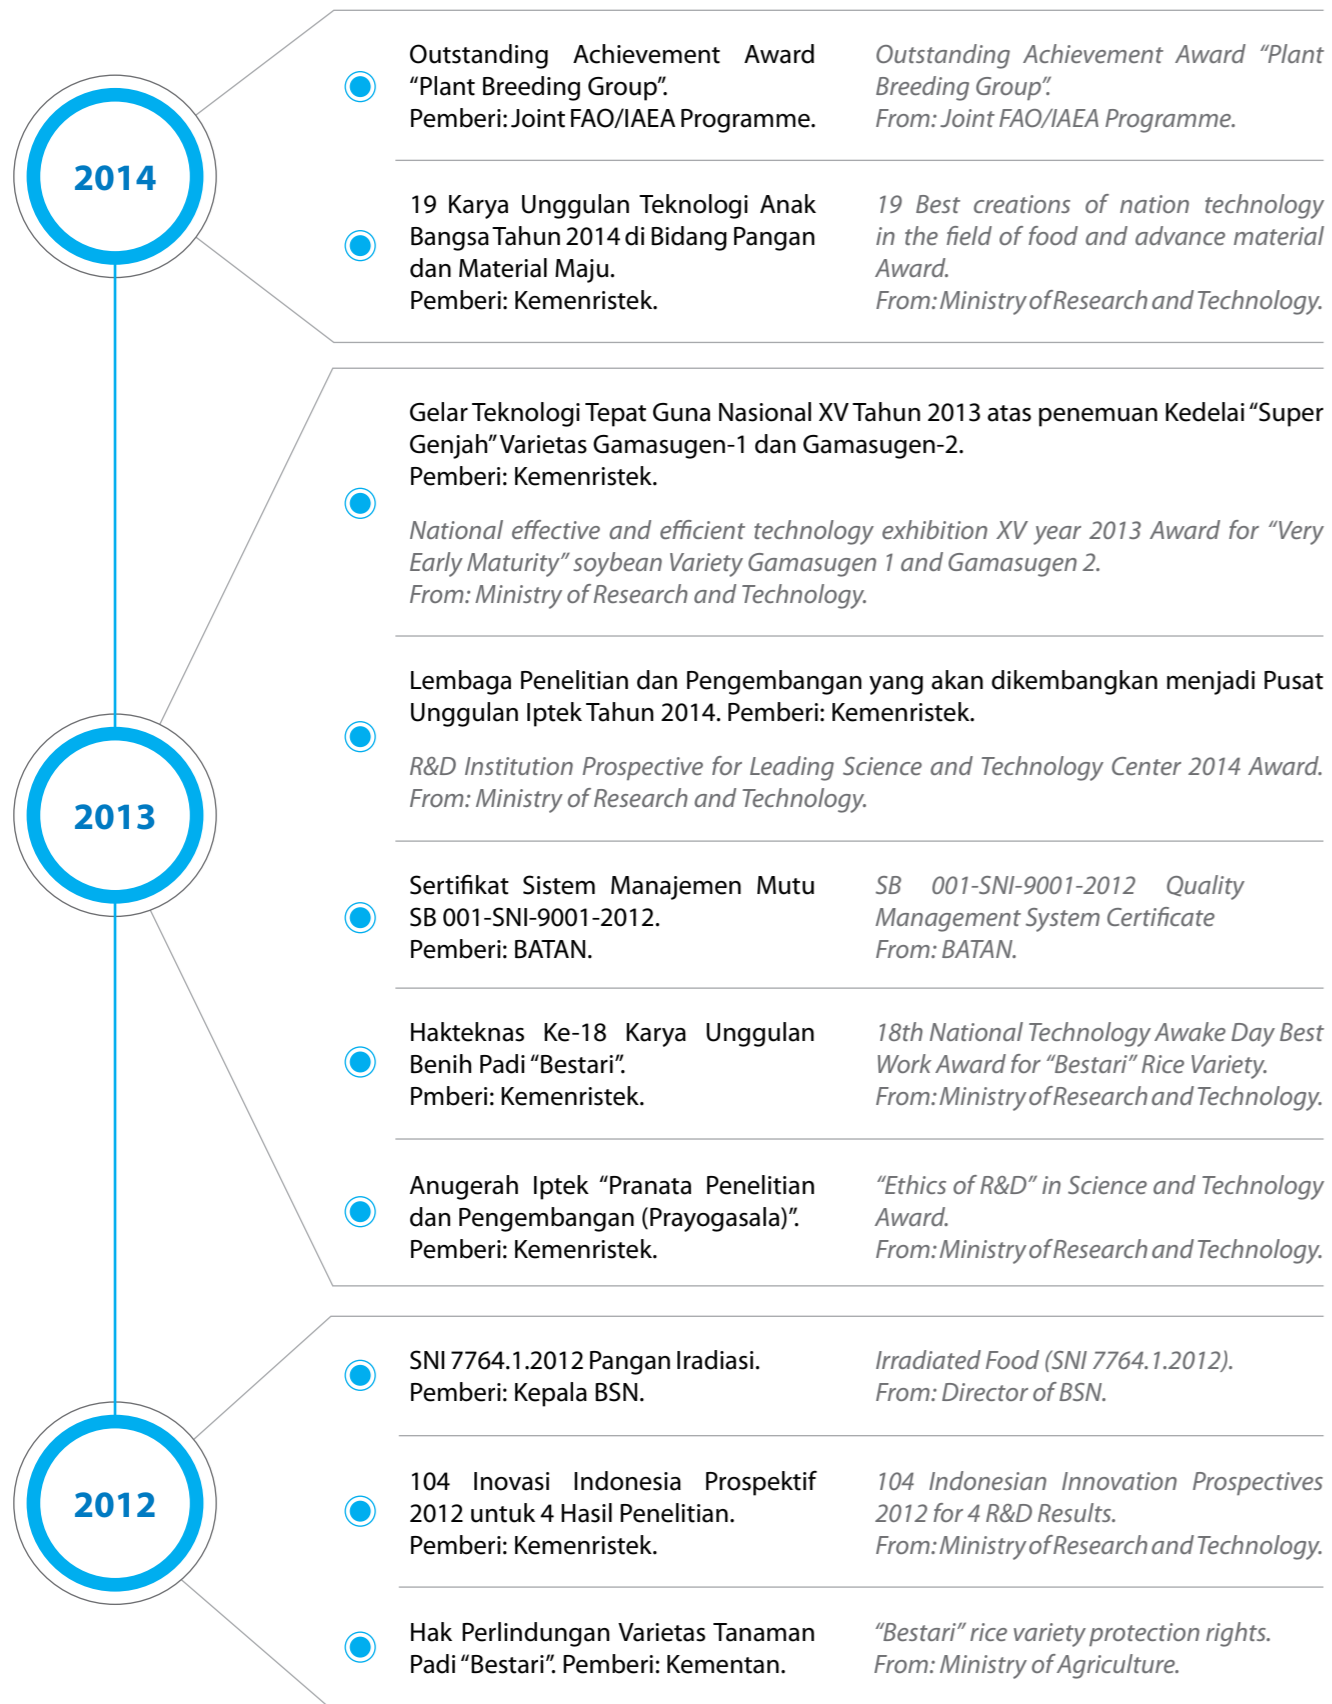 2014
Outstanding Achievement Award
“Plant Breeding Group”.
Pemberi: Joint FAO/IAEA Programme.
Outstanding Achievement Award “Plant
Breeding Group”.
From: Joint FAO/IAEA Programme.
19 Karya Unggulan Teknologi Anak
Bangsa Tahun 2014 di Bidang Pangan
dan Material Maju.
Pemberi: Kemenristek.
19 Best creations of nation technology
in the field of food and advance material
Award.
From: Ministry of Research and Technology.
2013
Gelar Teknologi Tepat Guna Nasional XV Tahun 2013 atas penemuan Kedelai “Super
Genjah” Varietas Gamasugen-1 dan Gamasugen-2.
Pemberi: Kemenristek.
National effective and efficient technology exhibition XV year 2013 Award for “Very
Early Maturity” soybean Variety Gamasugen 1 and Gamasugen 2.
From: Ministry of Research and Technology.
Lembaga Penelitian dan Pengembangan yang akan dikembangkan menjadi Pusat
Unggulan Iptek Tahun 2014. Pemberi: Kemenristek.
R&D Institution Prospective for Leading Science and Technology Center 2014 Award.
From: Ministry of Research and Technology.
Sertifikat Sistem Manajemen Mutu
SB 001-SNI-9001-2012.
Pemberi: BATAN.
SB 001-SNI-9001-2012 Quality
Management System Certificate
From: BATAN.
Hakteknas Ke-18 Karya Unggulan
Benih Padi “Bestari”.
Pmberi: Kemenristek.
18th National Technology Awake Day Best
Work Award for “Bestari” Rice Variety.
From: Ministry of Research and Technology.
Anugerah Iptek “Pranata Penelitian
dan Pengembangan (Prayogasala)”.
Pemberi: Kemenristek.
“Ethics of R&D” in Science and Technology
Award.
From: Ministry of Research and Technology.
2012
SNI 7764.1.2012 Pangan Iradiasi.
Pemberi: Kepala BSN.
Irradiated Food (SNI 7764.1.2012).
From: Director of BSN.
104 Inovasi Indonesia Prospektif
2012 untuk 4 Hasil Penelitian.
Pemberi: Kemenristek.
104 Indonesian Innovation Prospectives
2012 for 4 R&D Results.
From: Ministry of Research and Technology.
Hak Perlindungan Varietas Tanaman
Padi “Bestari”. Pemberi: Kementan.
“Bestari” rice variety protection rights.
From: Ministry of Agriculture.